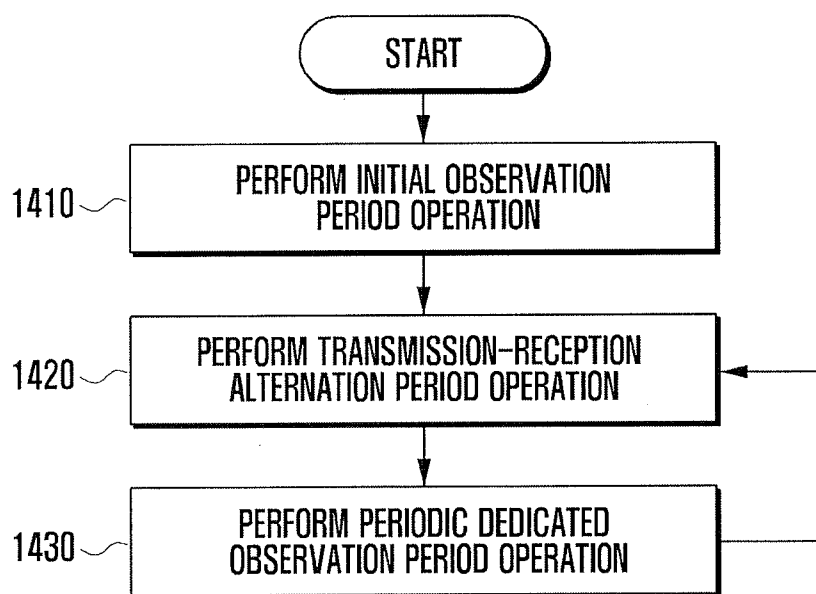 START
1410
PERFORM INITIAL OBSERVATION
PERIOD OPERATION
1420
PERFORM TRANSMISSION-RECEPTION
ALTERNATION PERIOD OPERATION
1430
PERFORM PERIODIC DEDICATED
OBSERVATION PERIOD OPERATION